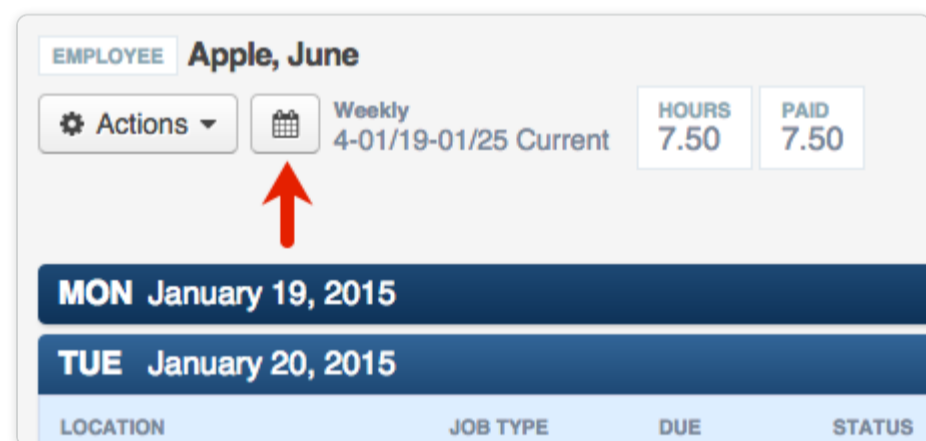 EMPLOYEE Apple, June
Actions
Weekly
4-01/19-01/25 Current
HOURS
7.50
PAID
7.50
MON January 19, 2015
TUE January 20, 2015
LOCATION JOB TYPE DUE STATUS